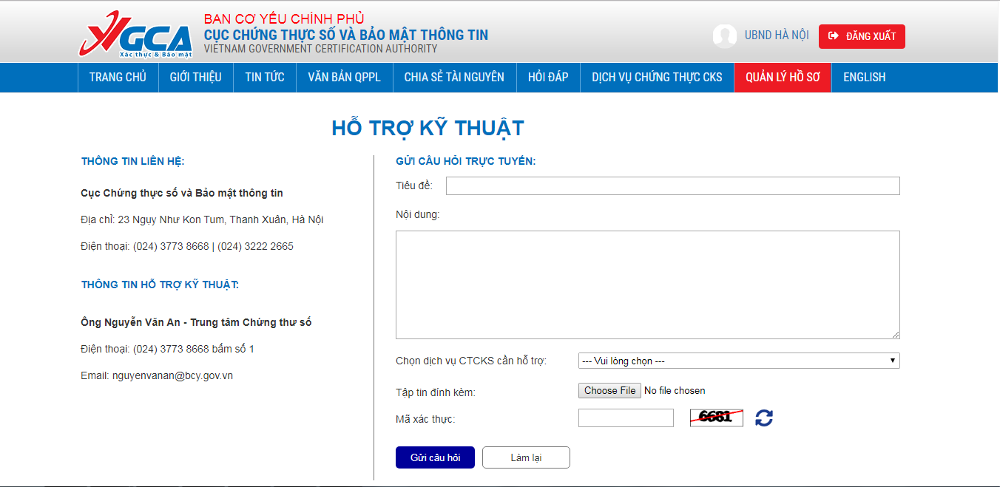 VGCA
Xác thực & Bảo mật
BAN CƠ YẾU CHÍNH PHỦ
CỤC CHỨNG THỰC SỐ VÀ BẢO MẬT THÔNG TIN
VIETNAM GOVERNMENT CERTIFICATION AUTHORITY
UBND HÀ NỘI
ĐĂNG XUẤT
TRANG CHỦ GIỚI THIỆU TIN TỨC VĂN BẢN QPPL CHIA SẺ TÀI NGUYÊN HỎI ĐÁP DỊCH VỤ CHỨNG THỰC CKS QUẢN LÝ HỒ SƠ ENGLISH
HỖ TRỢ KỸ THUẬT
THÔNG TIN LIÊN HỆ:
Cục Chứng thực số và Bảo mật thông tin
Địa chỉ: 23 Ngụy Như Kon Tum, Thanh Xuân, Hà Nội
Điện thoại: (024) 3773 8668 | (024) 3222 2665
THÔNG TIN HỖ TRỢ KỸ THUẬT:
Ông Nguyễn Văn An - Trung tâm Chứng thư số
Điện thoại: (024) 3773 8668 bấm số 1
Email: nguyenvanan@bcy.gov.vn
GỬI CÂU HỎI TRỰC TUYẾN:
Tiêu đề:
Nội dung:
Chọn dịch vụ CTCKS cần hỗ trợ:
--- Vui lòng chọn ---
Tập tin đính kèm:
Choose File No file chosen
Mã xác thực:
6681
Gửi câu hỏi
Làm lại